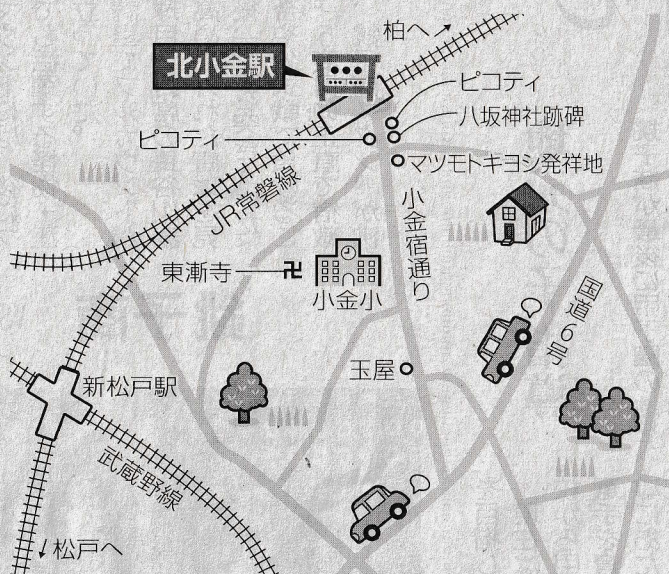 柏へ
北小金駅
ピコティ
八坂神社跡碑
ピコティ
マツモトキヨシ発祥地
JR常磐線
小金宿通り
東漸寺
卍
小金小
国道6号
玉屋
新松戸駅
武蔵野線
松戸へ